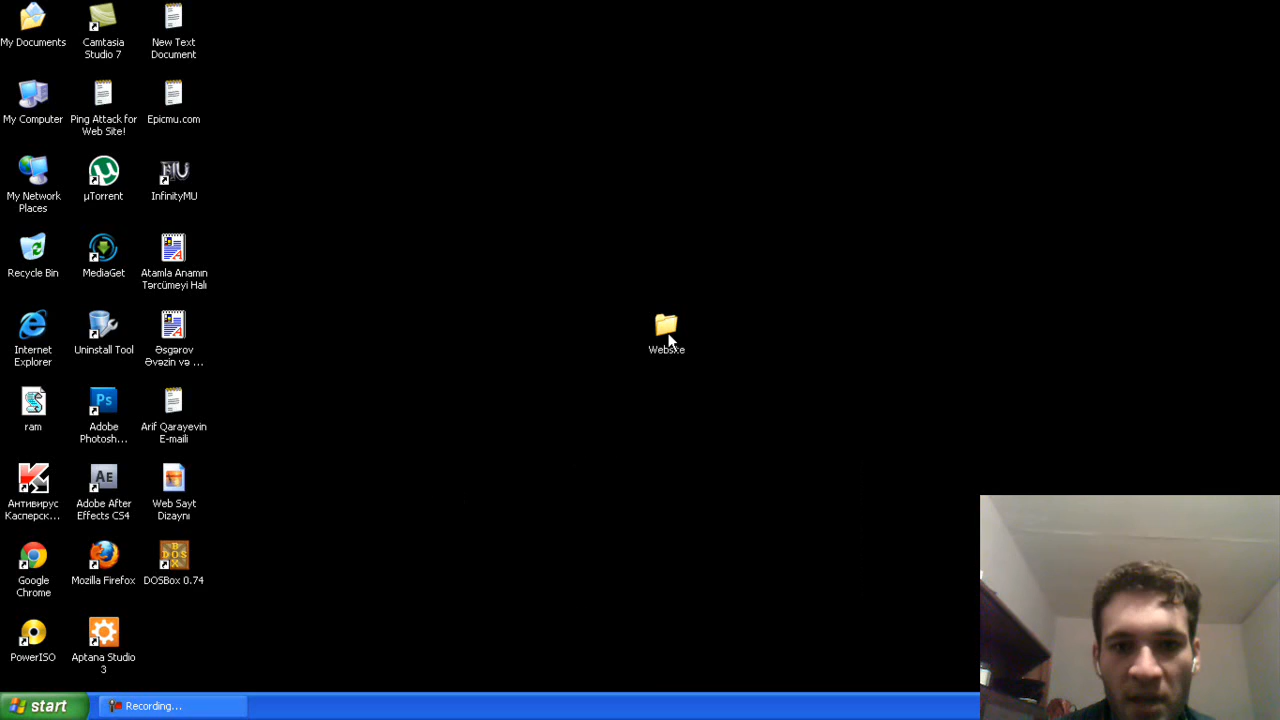 My Documents
Camtasia
Studio 7
New Text
Document
My Computer
Ping Attack for
Web Site!
Epicmu.com
My Network
Places
µTorrent
InfinityMU
Recycle Bin
MediaGet
Atamla Anamın
Tərcümeyi Halı
Internet
Explorer
Uninstall Tool
Əsgərov
Əvəzin və ...
Website
ram
Adobe
Photosh...
Arif Qarayevin
E-maili
Антивирус
Касперск...
Adobe After
Effects CS4
Web Sayt
Dizaynı
Google
Chrome
Mozilla Firefox
DOSBox 0.74
PowerISO
Aptana Studio
3
start
Recording...